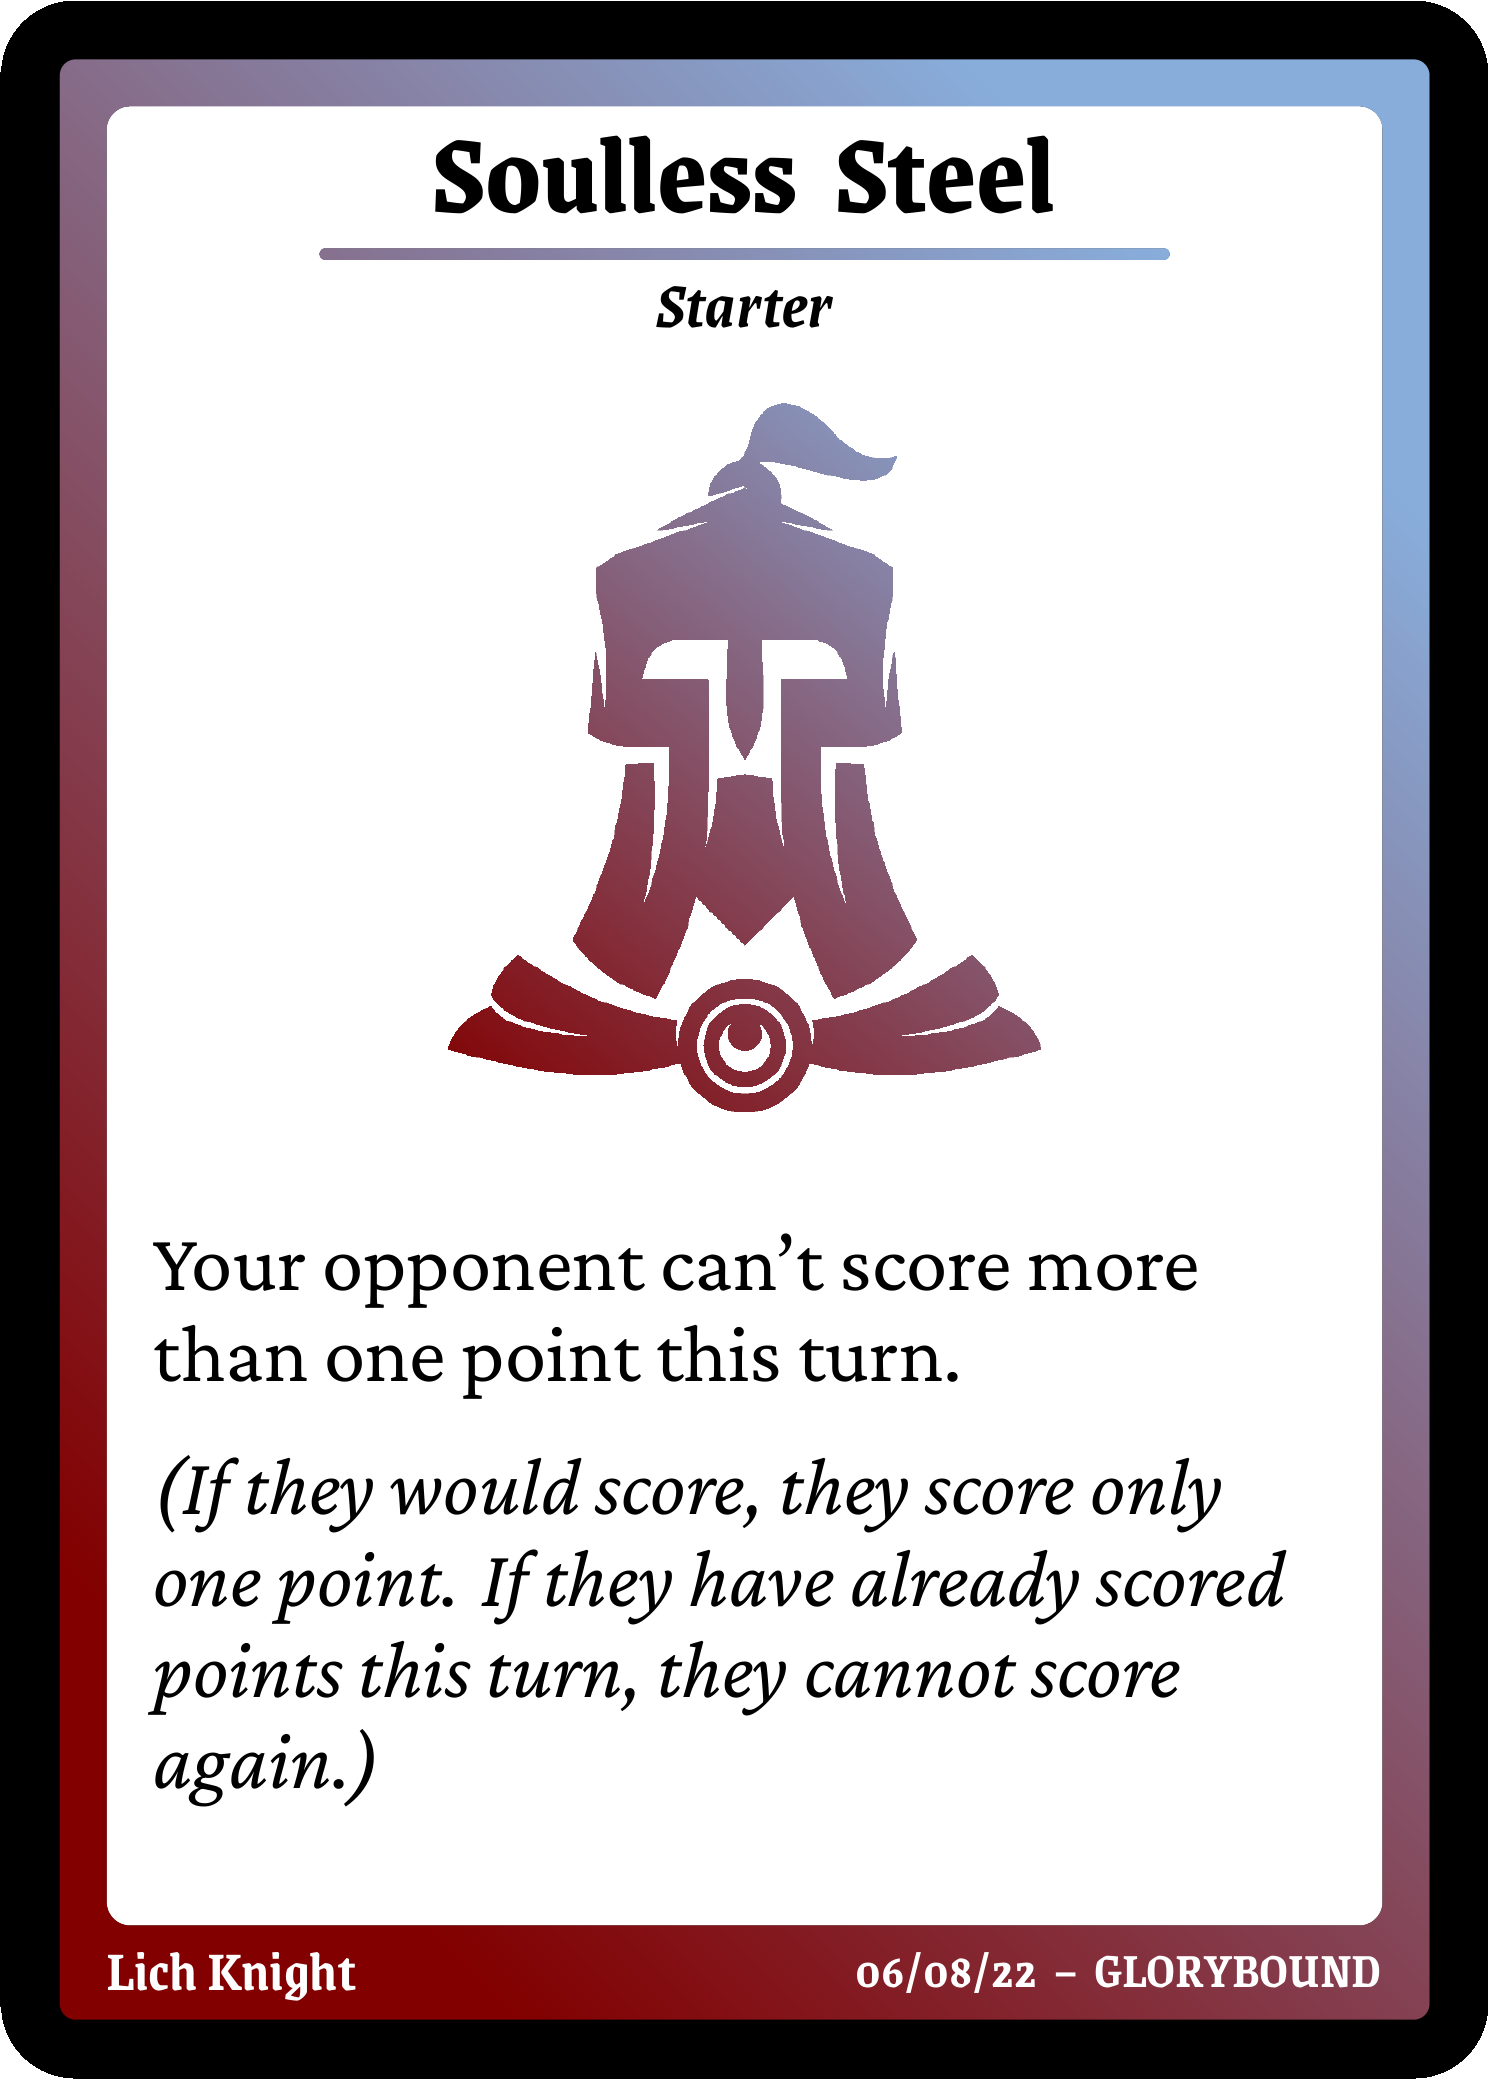 Soulless Steel
Starter
Your opponent can’t score more
than one point this turn.
(If they would score, they score only
one point. If they have already scored
points this turn, they cannot score
again.)
Lich Knight
06/08/22 – GLORYBOUND